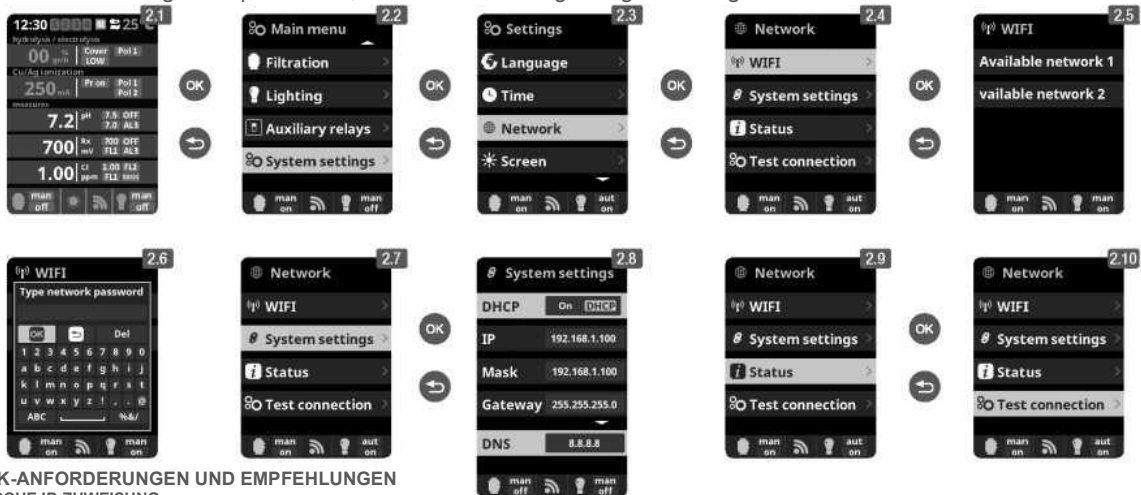 2.1
12:30 25
hydrolysis / electrolysis
00 % gr/h Cover LOW Pol 1
Cu/Ag ionization
250 mA Pr on Pol 1 Pol 2
measures
7.2 pH 7.5 OFF 7.0 AL3
700 Rx mV 700 OFF FL1 AL3
1.00 Cl ppm 1.00 FL2 FL1
man off man off
OK
2.2
Main menu
Filtration
Lighting
Auxiliary relays
System settings
man on man off
OK
2.3
Settings
Language
Time
Network
Screen
man on aut on
OK
2.4
Network
WIFI
System settings
Status
Test connection
man on aut on
OK
2.5
WIFI
Available network 1
vailable network 2
man on man on
2.6
WIFI
Type network password
OK Del
1 2 3 4 5 6 7 8 9 0
a b c d e f g h i j
k l m n o p q r s t
u v w x y z ! , . @
ABC %&/
man on man on
2.7
Network
WIFI
System settings
Status
Test connection
man on aut on
OK
2.8
System settings
DHCP On DHCP
IP 192.168.1.100
Mask 192.168.1.100
Gateway 255.255.255.0
DNS 8.8.8.8
man off man off
2.9
Network
WIFI
System settings
Status
Test connection
man on aut on
OK
2.10
Network
WIFI
System settings
Status
Test connection
man on aut on
K-ANFORDERUNGEN UND EMPFEHLUNGEN